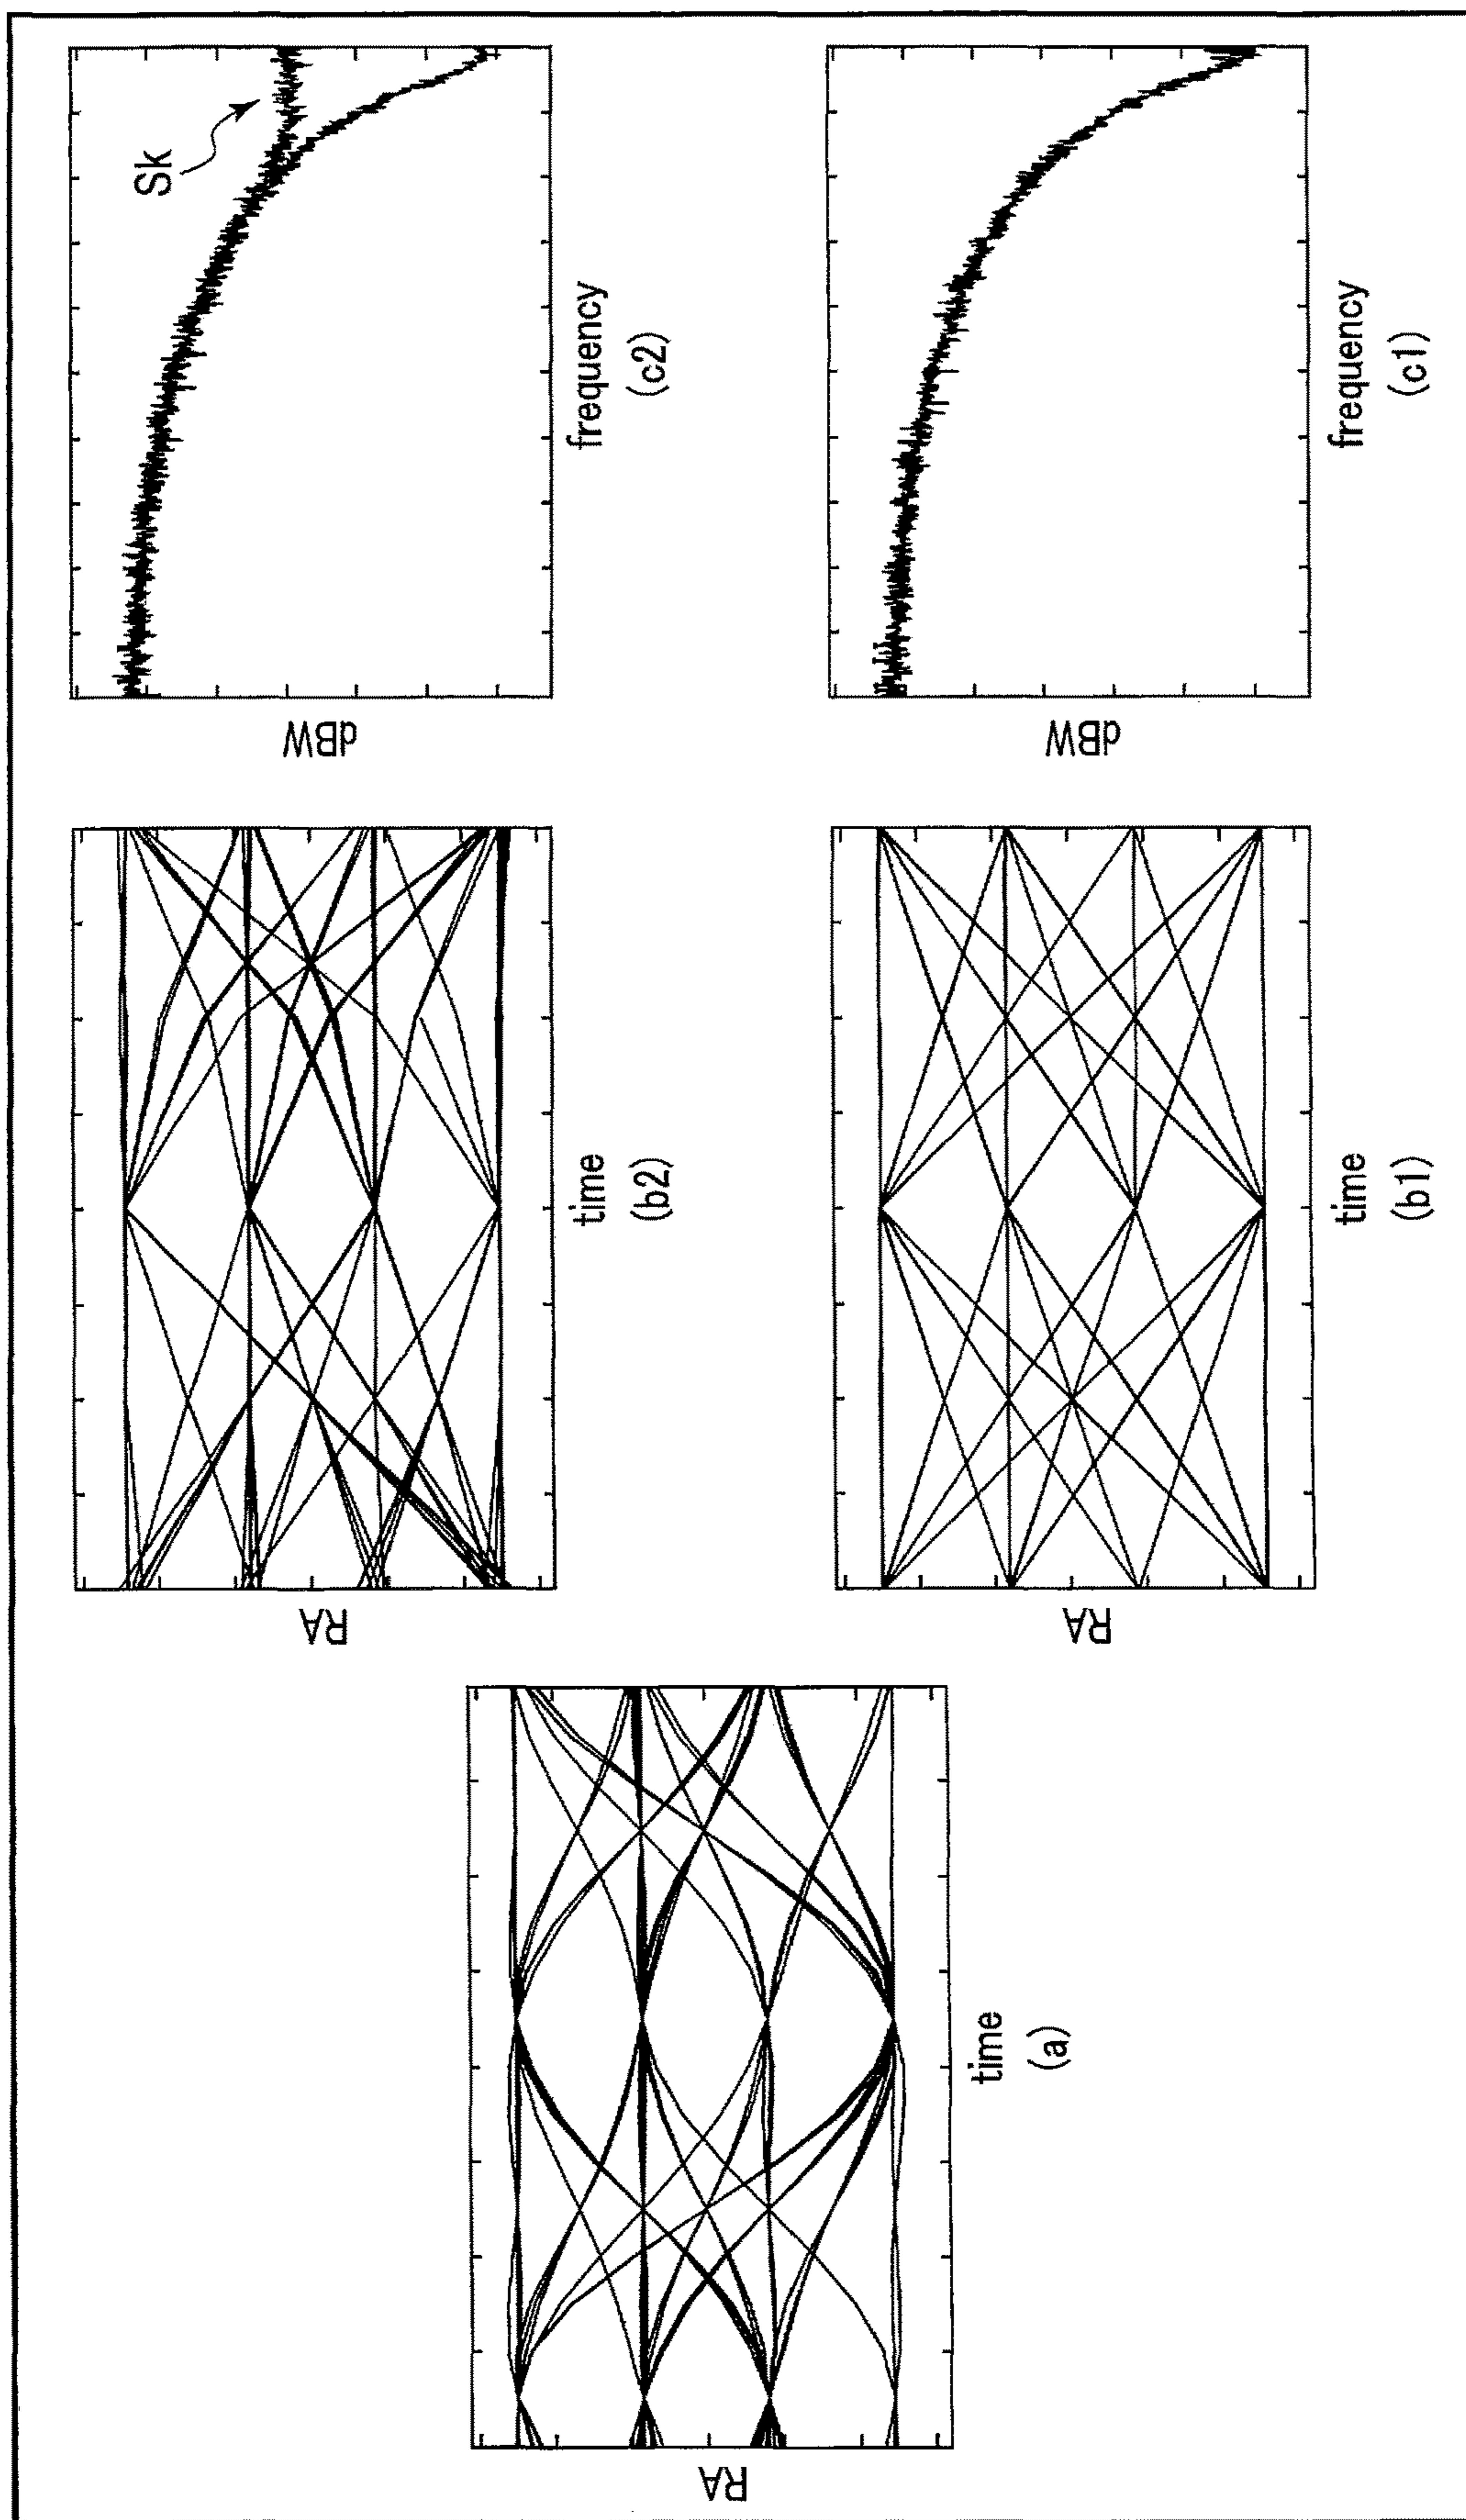 RA
time
(a)
RA
time
(b2)
RA
time
(b1)
Sk
dBW
frequency
(c2)
dBW
frequency
(c1)